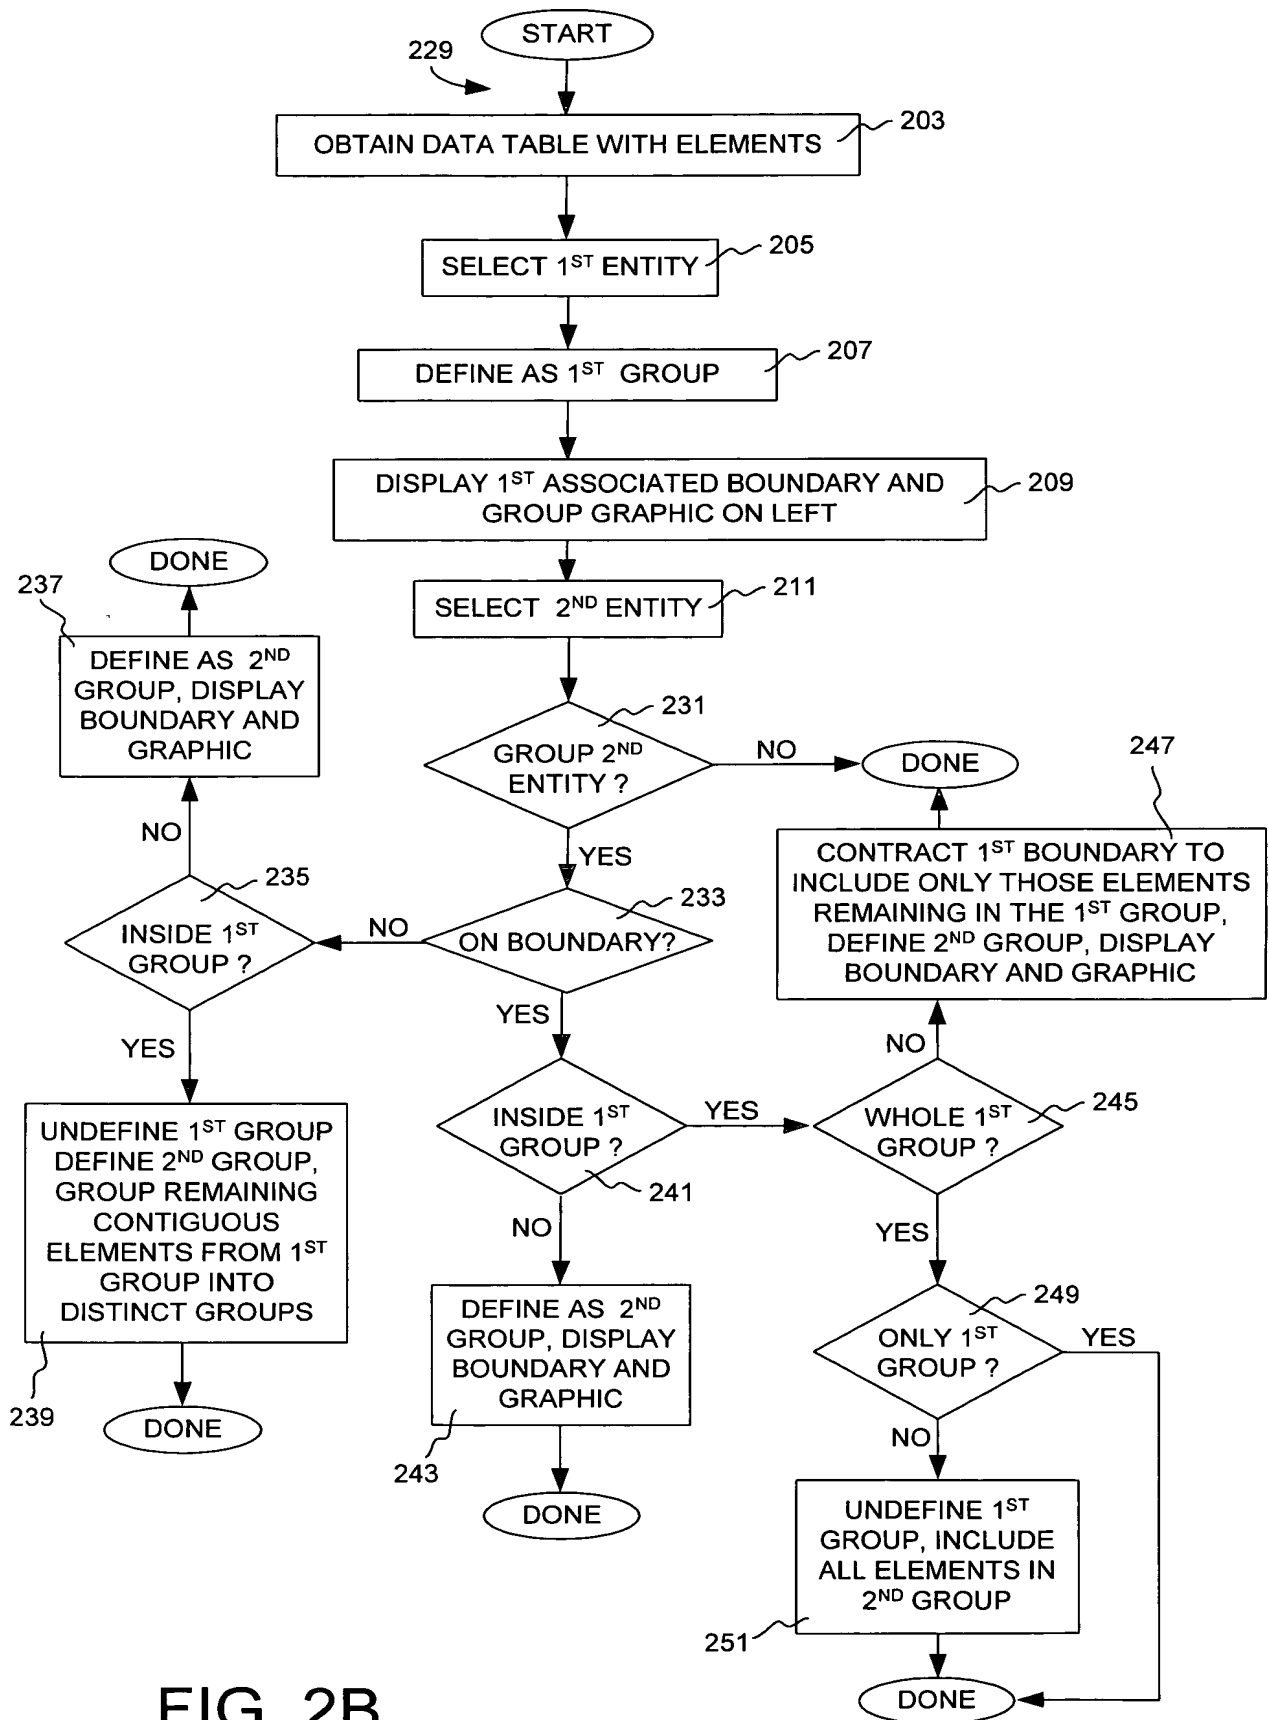 START
229
OBTAIN DATA TABLE WITH ELEMENTS
203
SELECT 1ST ENTITY
205
DEFINE AS 1ST GROUP
207
DISPLAY 1ST ASSOCIATED BOUNDARY AND
GROUP GRAPHIC ON LEFT
209
SELECT 2ND ENTITY
211
GROUP 2ND
ENTITY ?
231
NO
DONE
YES
ON BOUNDARY?
233
NO
INSIDE 1ST
GROUP ?
235
NO
DEFINE AS 2ND
GROUP, DISPLAY
BOUNDARY AND
GRAPHIC
237
DONE
YES
UNDEFINE 1ST GROUP
DEFINE 2ND GROUP,
GROUP REMAINING
CONTIGUOUS
ELEMENTS FROM 1ST
GROUP INTO
DISTINCT GROUPS
239
DONE
YES
INSIDE 1ST
GROUP ?
241
NO
DEFINE AS 2ND
GROUP, DISPLAY
BOUNDARY AND
GRAPHIC
243
DONE
YES
WHOLE 1ST
GROUP ?
245
NO
CONTRACT 1ST BOUNDARY TO
INCLUDE ONLY THOSE ELEMENTS
REMAINING IN THE 1ST GROUP,
DEFINE 2ND GROUP, DISPLAY
BOUNDARY AND GRAPHIC
247
YES
ONLY 1ST
GROUP ?
249
YES
NO
UNDEFINE 1ST
GROUP, INCLUDE
ALL ELEMENTS IN
2ND GROUP
251
DONE
FIG. 2B